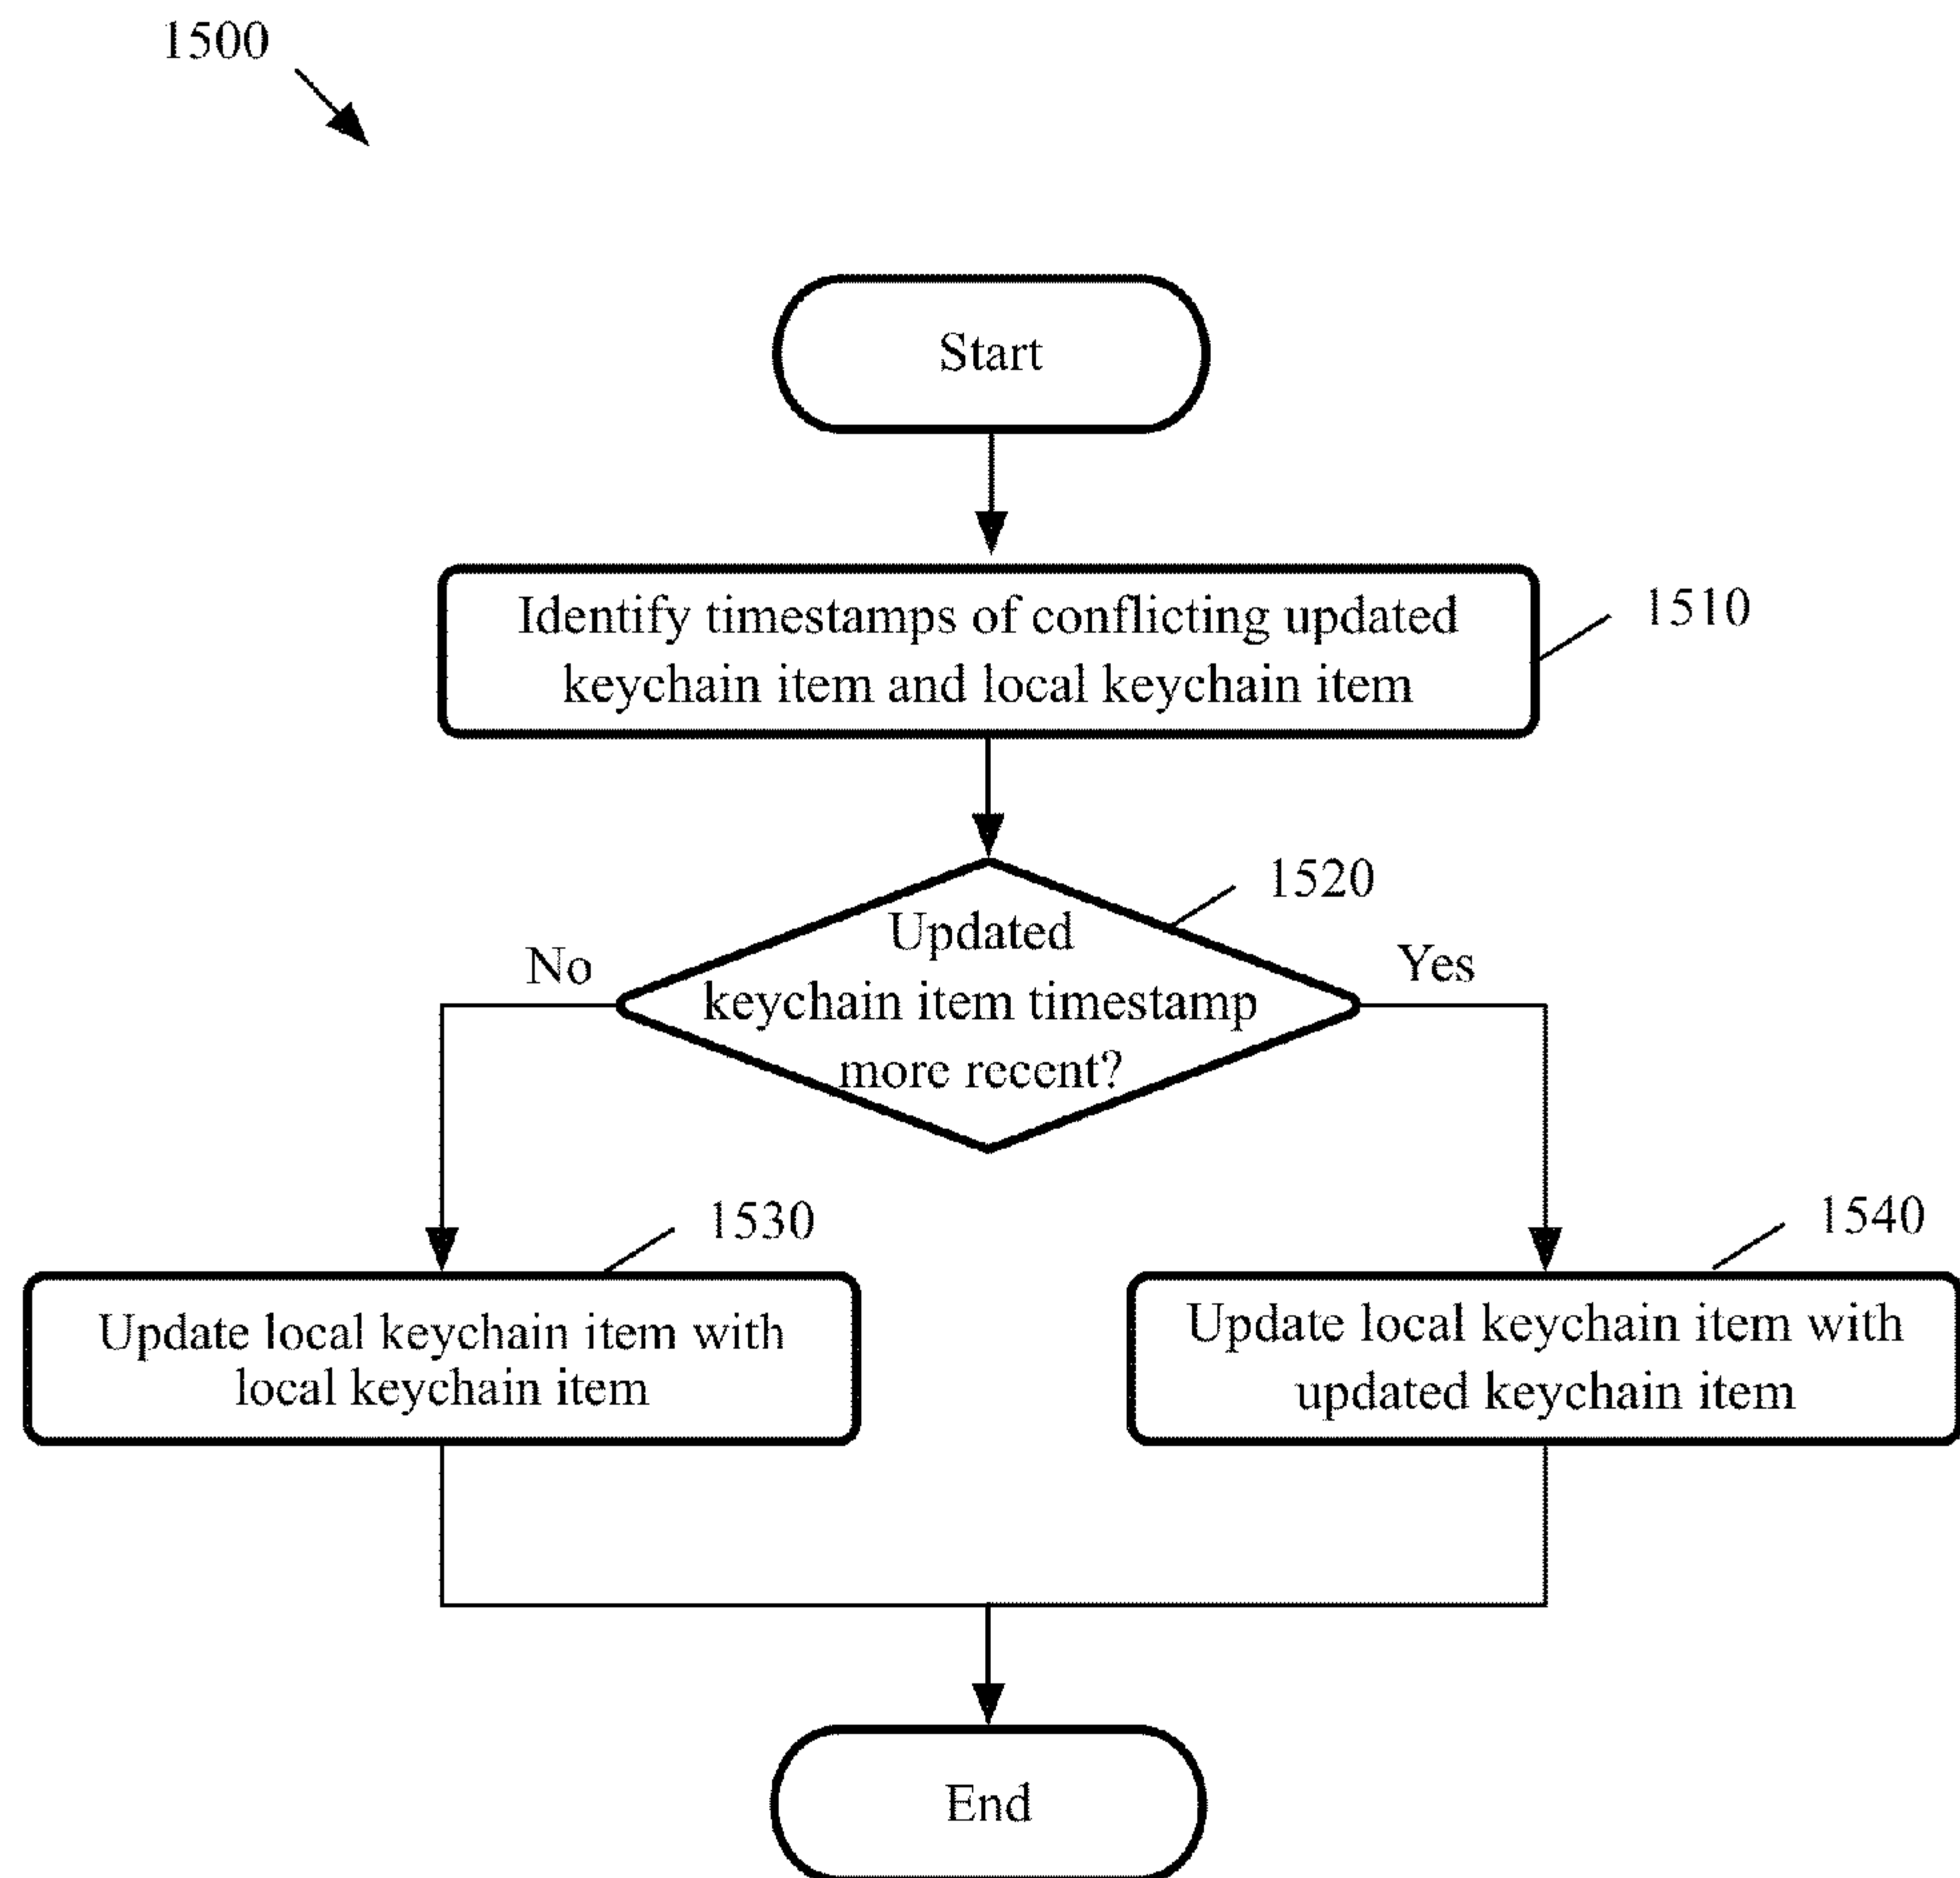 1500
Start
Identify timestamps of conflicting updated
keychain item and local keychain item
1510
1520
Updated
keychain item timestamp
more recent?
No
Yes
1530
1540
Update local keychain item with
local keychain item
Update local keychain item with
updated keychain item
End